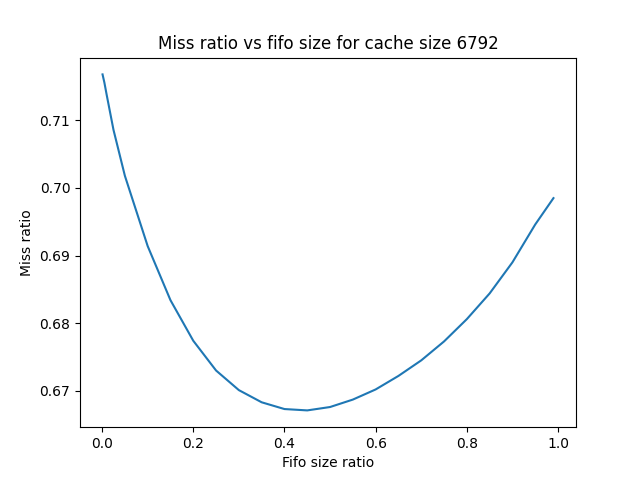 Miss ratio vs fifo size for cache size 6792
0.71
0.70
0.69
0.68
0.67
Miss ratio
0.0 0.2 0.4 0.6 0.8 1.0
Fifo size ratio